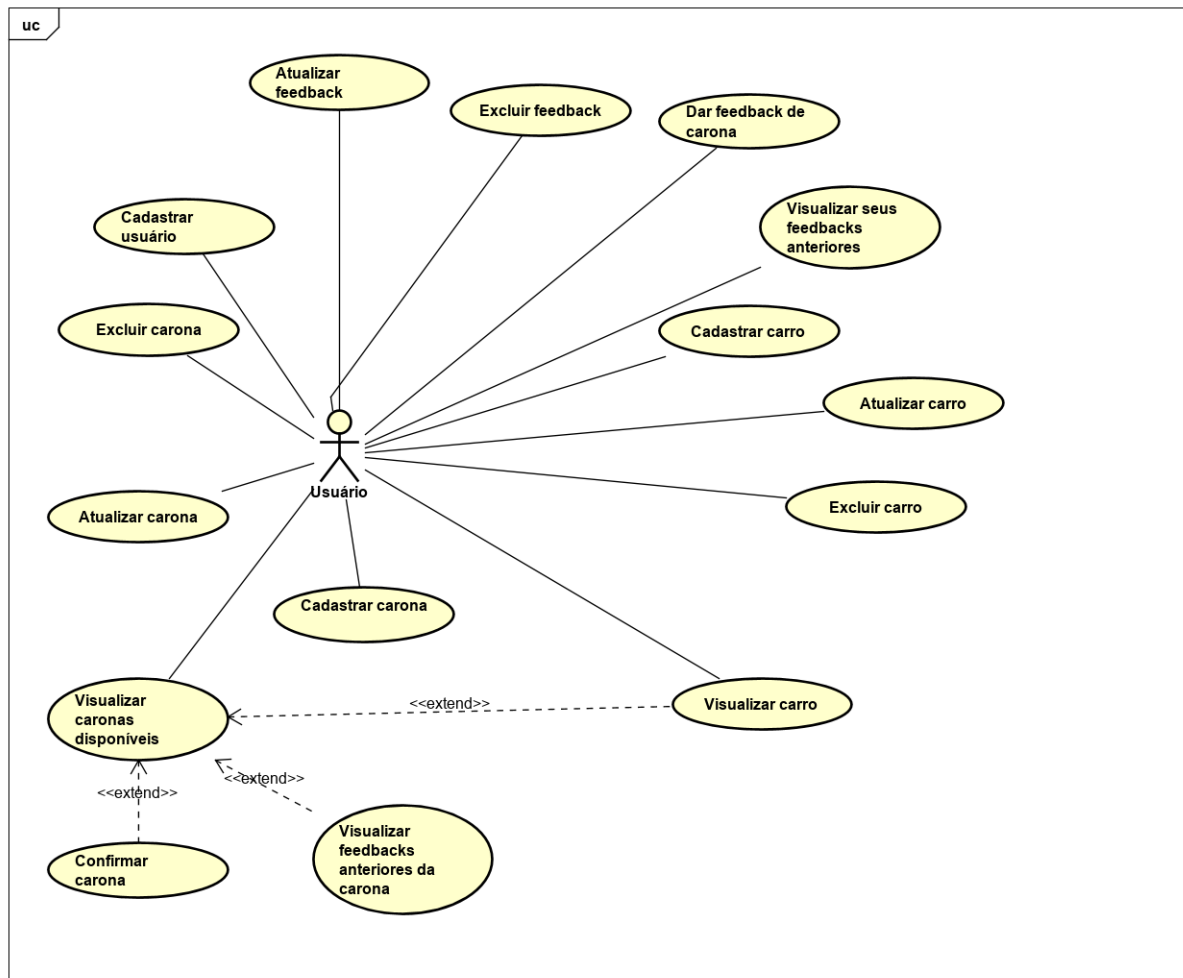 uc
Atualizar
feedback
Excluir feedback
Dar feedback de
carona
Cadastrar
usuário
Visualizar seus
feedbacks
anteriores
Excluir carona
Cadastrar carro
Atualizar carro
Usuário
Atualizar carona
Excluir carro
Cadastrar carona
Visualizar
caronas
disponíveis
<<extend>>
Visualizar carro
<<extend>>
<<extend>>
Confirmar
carona
Visualizar
feedbacks
anteriores da
carona